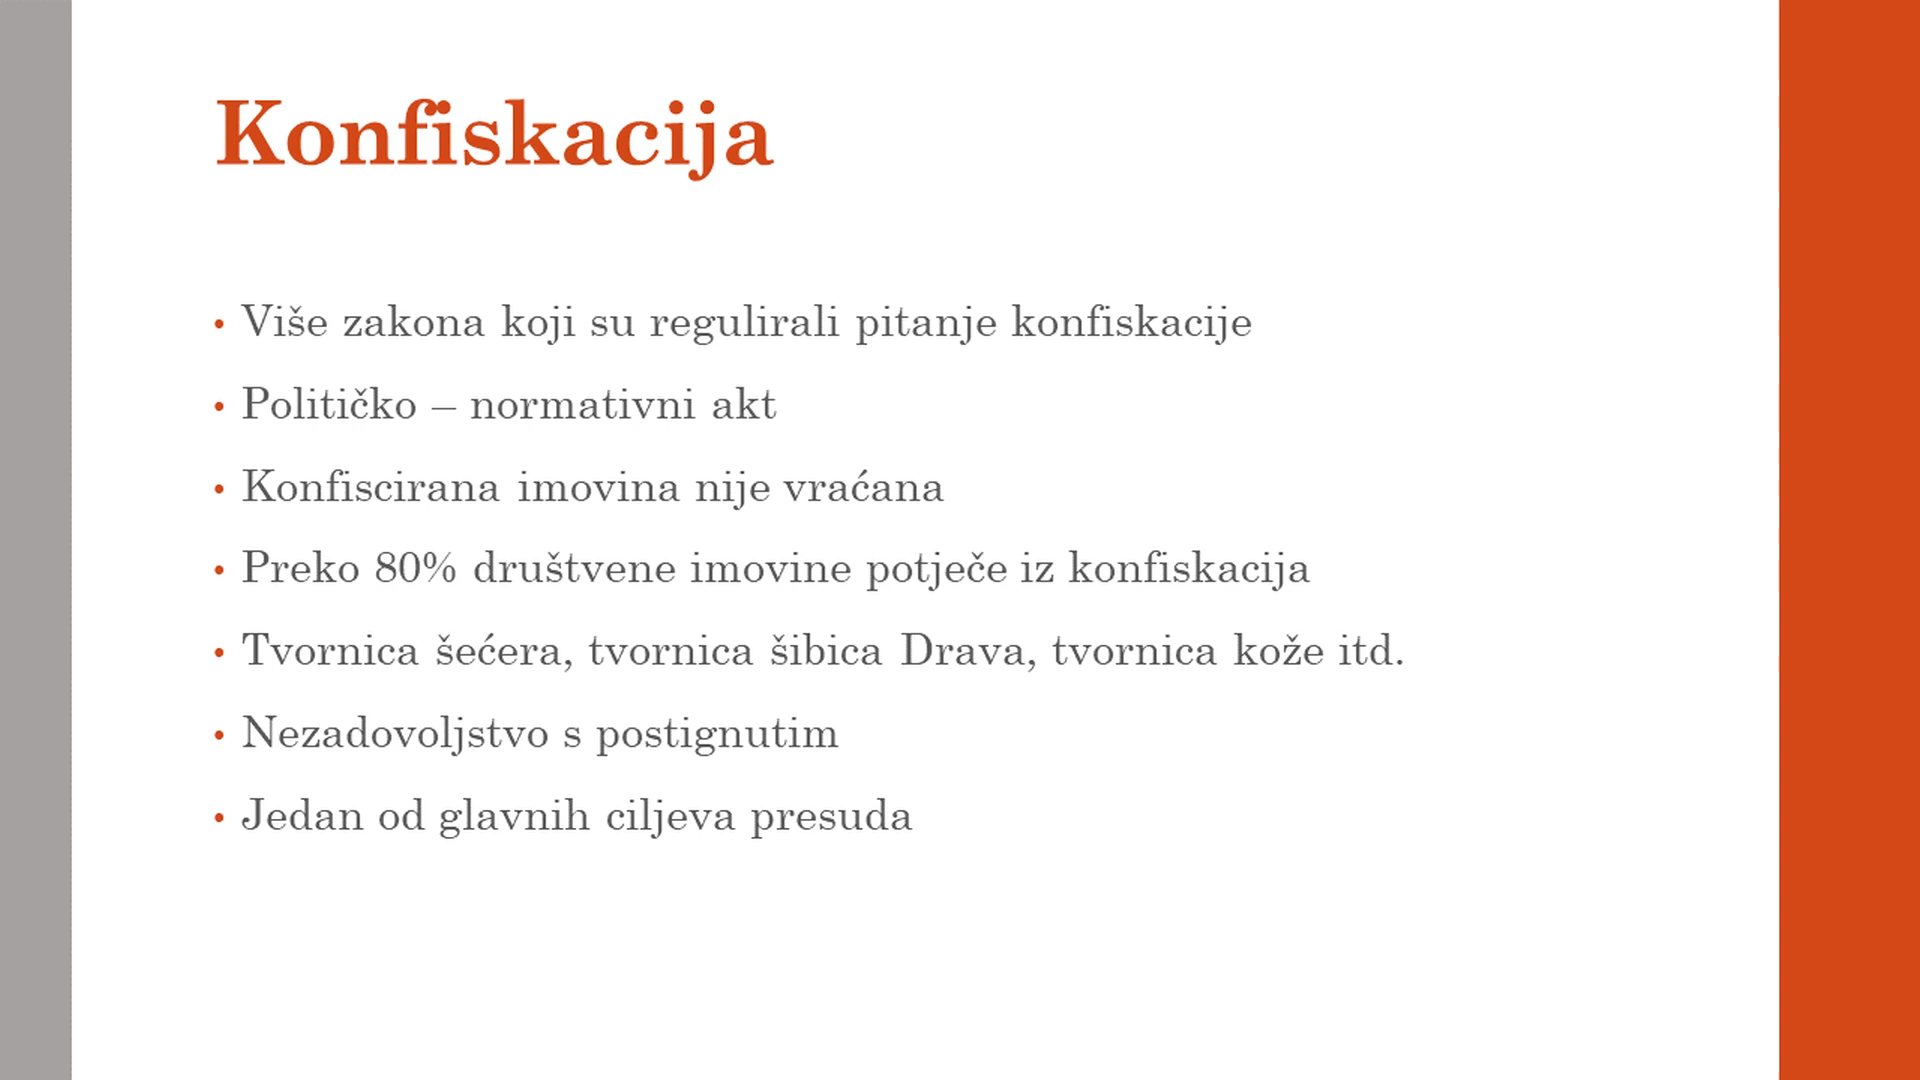 Konfiskacija
• Više zakona koji su regulirali pitanje konfiskacije
• Političko – normativni akt
• Konfiscirana imovina nije vraćana
• Preko 80% društvene imovine potječe iz konfiskacija
• Tvornica šećera, tvornica šibica Drava, tvornica kože itd.
• Nezadovoljstvo s postignutim
• Jedan od glavnih ciljeva presuda